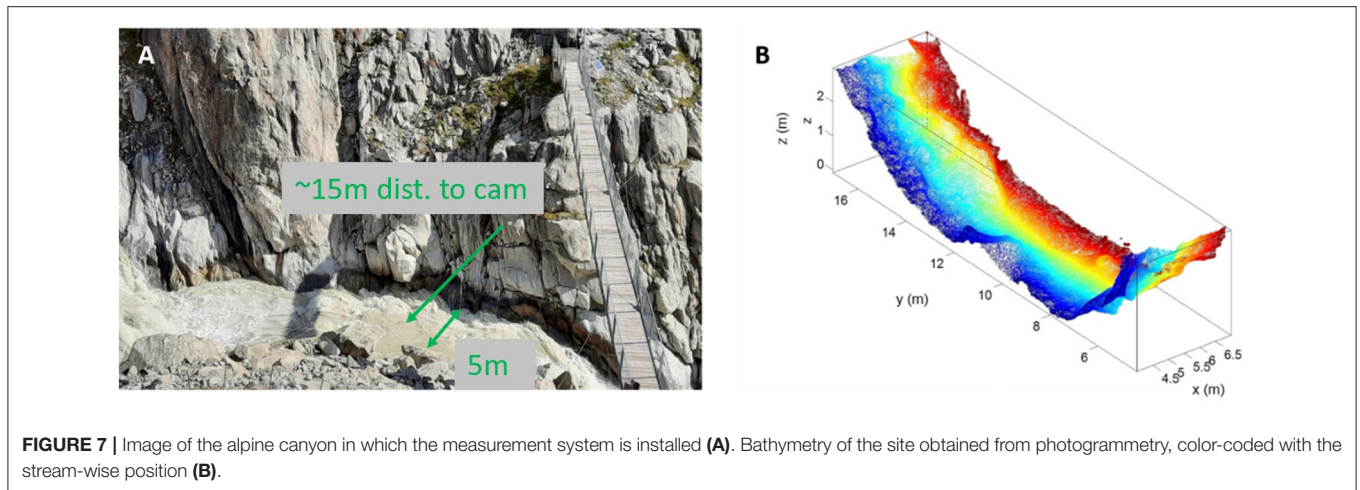 A
~15m dist. to cam
5m
B
z (m)
z
2
1
0
16
14
12
10
8
6
y (m)
4.5
5
5.5
6
6.5
x (m)
FIGURE 7 | Image of the alpine canyon in which the measurement system is installed (A). Bathymetry of the site obtained from photogrammetry, color-coded with the
stream-wise position (B).